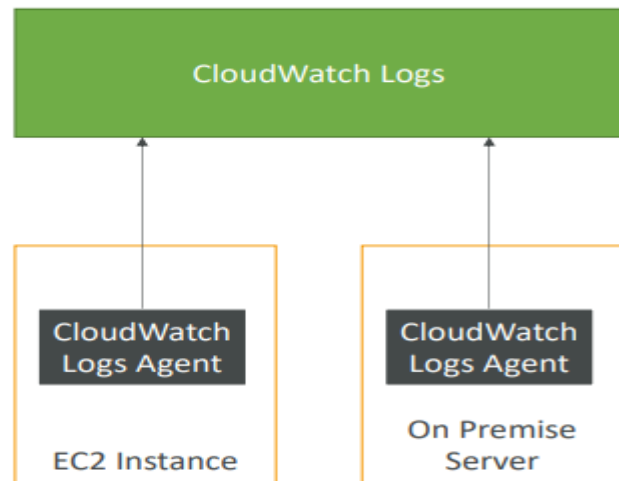 CloudWatch Logs
CloudWatch
Logs Agent
EC2 Instance
CloudWatch
Logs Agent
On Premise
Server